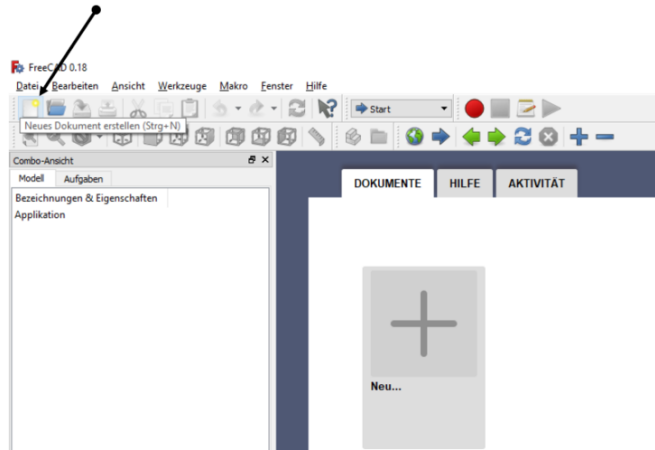 FreeCAD 0.18
Datei Bearbeiten Ansicht Werkzeuge Makro Fenster Hilfe
Start
Neues Dokument erstellen (Strg+N)
Combo-Ansicht
Modell Aufgaben
DOKUMENTE HILFE AKTIVITÄT
Bezeichnungen & Eigenschaften
Applikation
Neu...